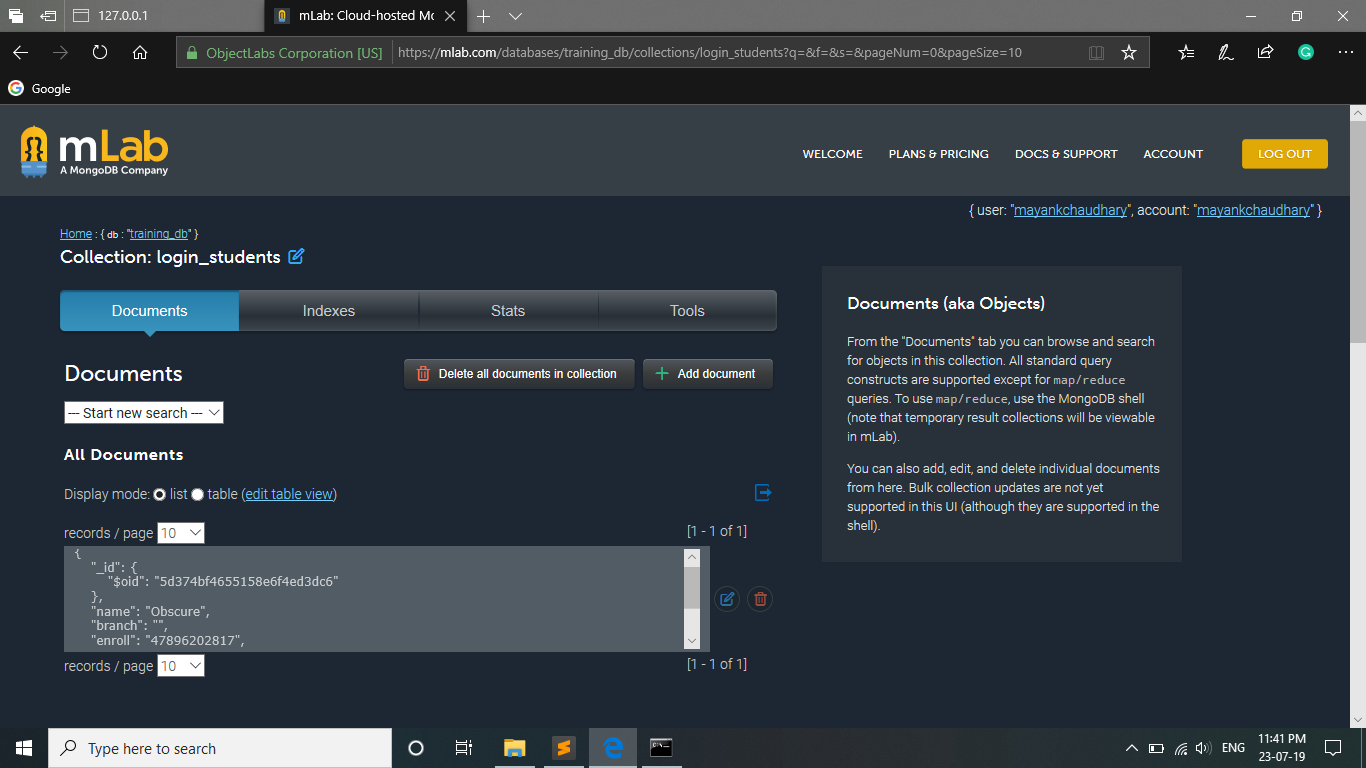 127.0.0.1
mLab: Cloud-hosted Mo
ObjectLabs Corporation [US]
https://mlab.com/databases/training_db/collections/login_students?q=&f=&s=&pageNum=0&pageSize=10
G
Google
mLab
A MongoDB Company
WELCOME
PLANS & PRICING
DOCS & SUPPORT
ACCOUNT
LOG OUT
{ user: "mayankchaudhary", account: "mayankchaudhary" }
Home : { db : "training_db" }
Collection: login_students
Documents
Indexes
Stats
Tools
Documents
Delete all documents in collection
Add document
--- Start new search ---
All Documents
Display mode: list table (edit table view)
records / page 10
[1 - 1 of 1]
{
"_id": {
"$oid": "5d374bf4655158e6f4ed3dc6"
},
"name": "Obscure",
"branch": "",
"enroll": "47896202817",
records / page 10
[1 - 1 of 1]
Documents (aka Objects)
From the "Documents" tab you can browse and search
for objects in this collection. All standard query
constructs are supported except for map/reduce
queries. To use map/reduce, use the MongoDB shell
(note that temporary result collections will be viewable
in mLab).
You can also add, edit, and delete individual documents
from here. Bulk collection updates are not yet
supported in this UI (although they are supported in the
shell).
Type here to search
ENG
11:41 PM
23-07-19